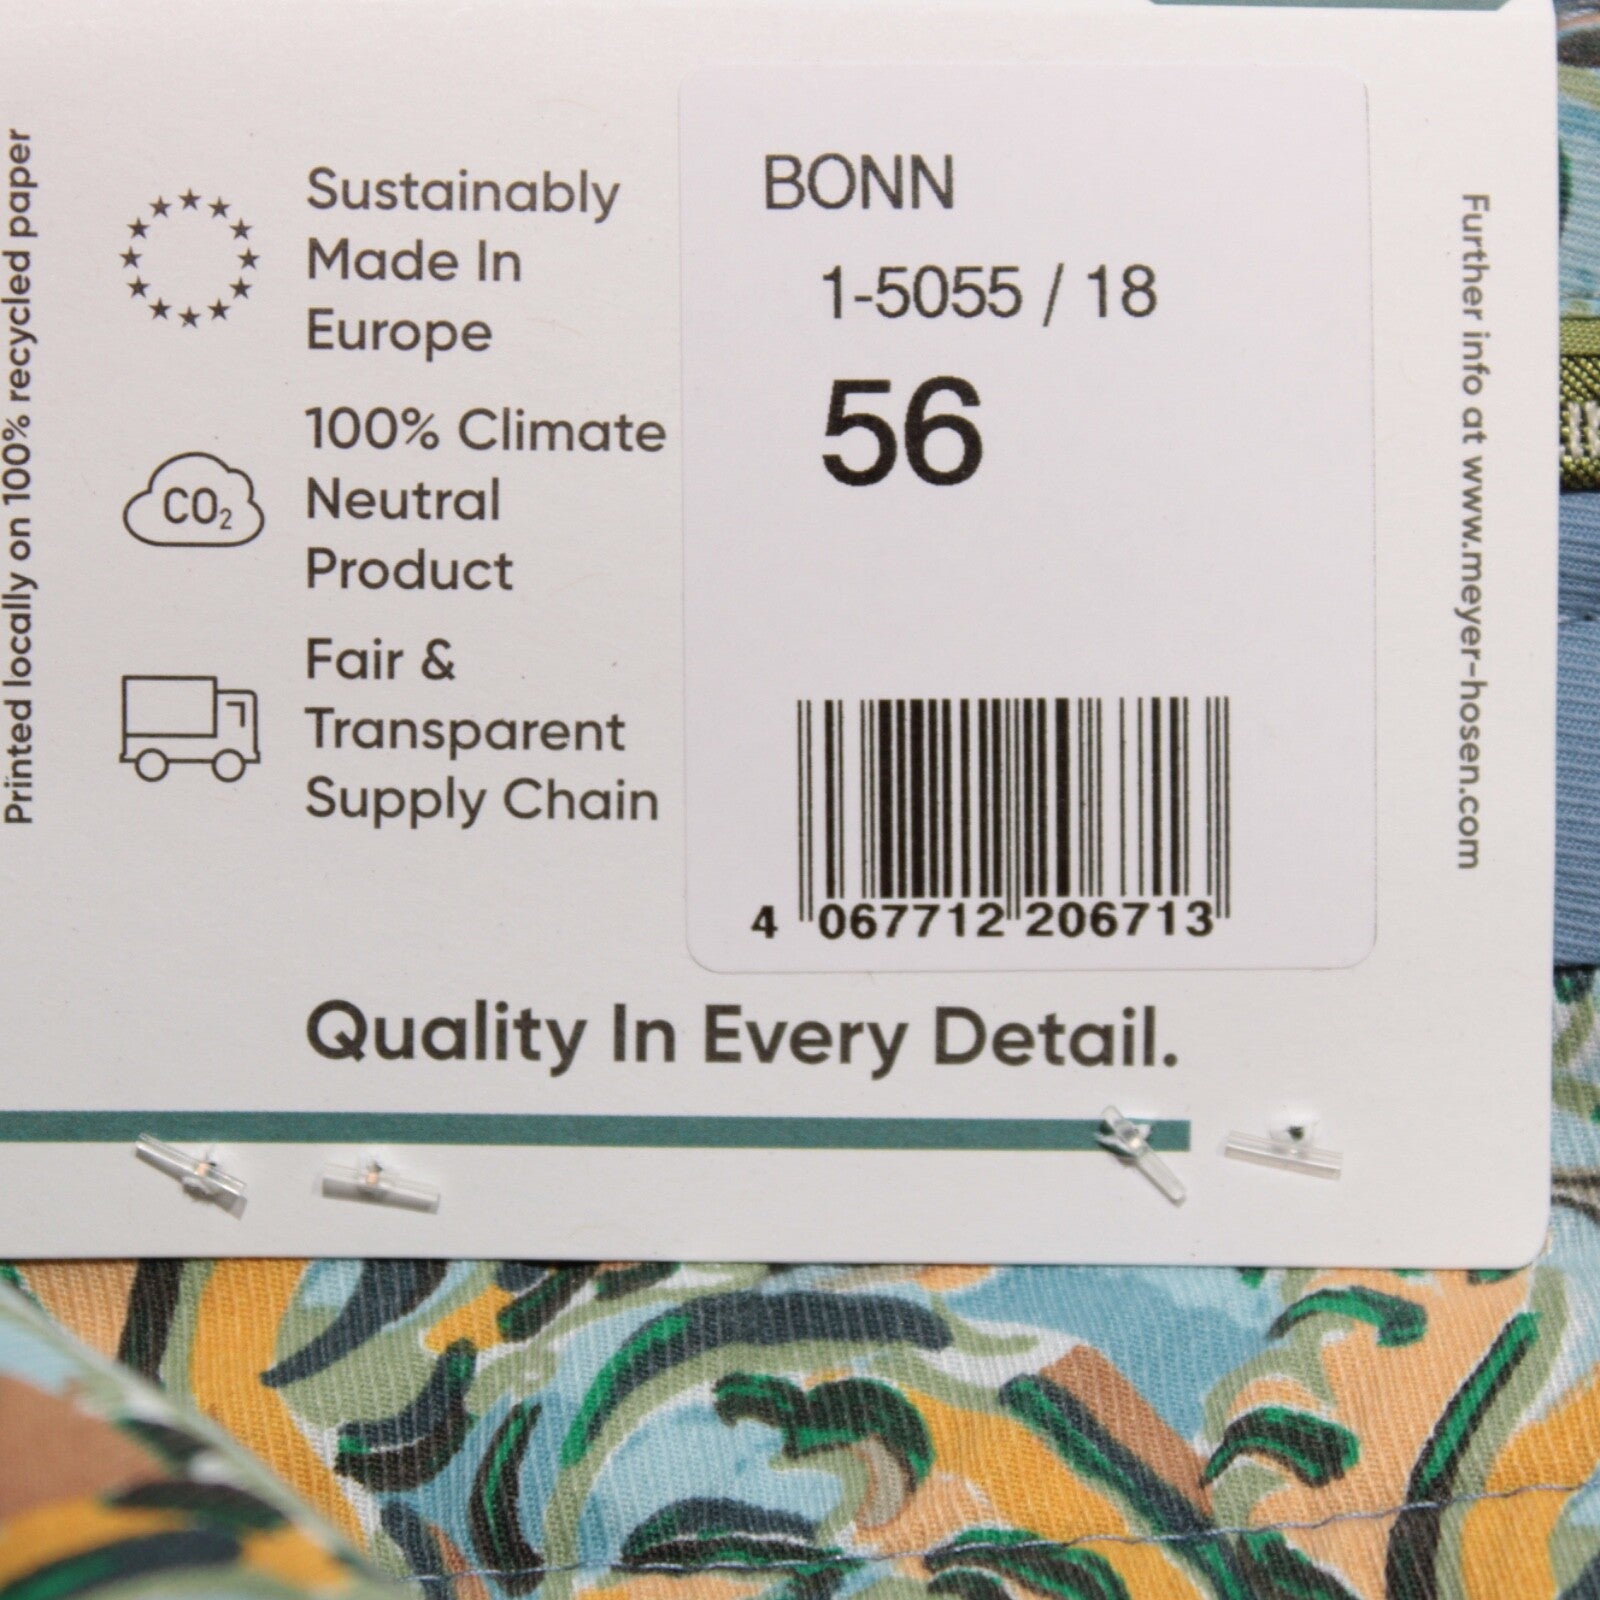 Printed locally on 100% recycled paper
Sustainably
Made In
Europe
CO₂
100% Climate
Neutral
Product
Fair &
Transparent
Supply Chain
BONN
1-5055 / 18
56
4 067712 206713
Further info at www.meyer-hosen.com
Quality In Every Detail.